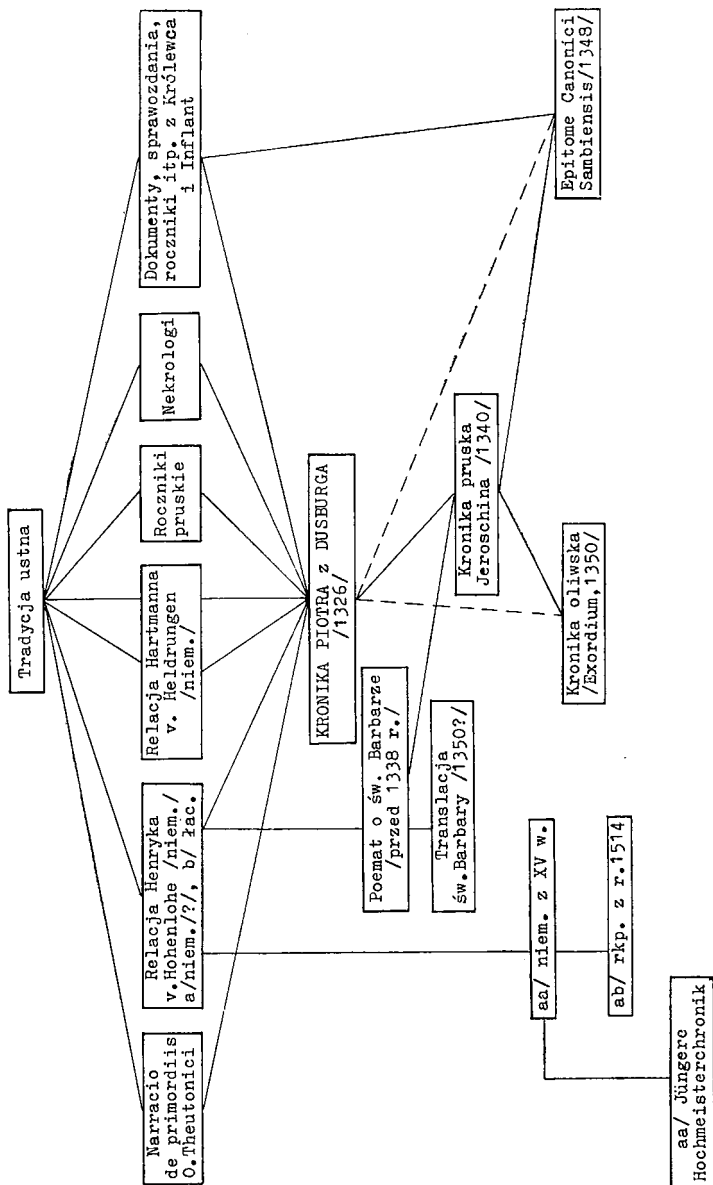 Tradycja ustna
Narracio
de primordiis
O.Theutonici
Relacja Henryka
v.Hohenlohe /niem./
a/niem./?/, b/ łac.
Relacja Hartmanna
v. Heldrungen
/niem./
Roczniki
pruskie
Nekrologi
Dokumenty, sprawozdania,
roczniki itp. z Królewca
i Inflant
KRONIKA PIOTRA z DUSBURGA
/1326/
Poemat o św. Barbarze
/przed 1338 r./
Translacja
św.Barbary /1350?/
Kronika pruska
Jeroschina /1340/
Kronika oliwska
/Exordium,1350/
Epitome Canonici
Sambiensis/1348/
aa/ niem. z XV w.
ab/ rkp. z r.1514
aa/ Jüngere
Hochmeisterchronik